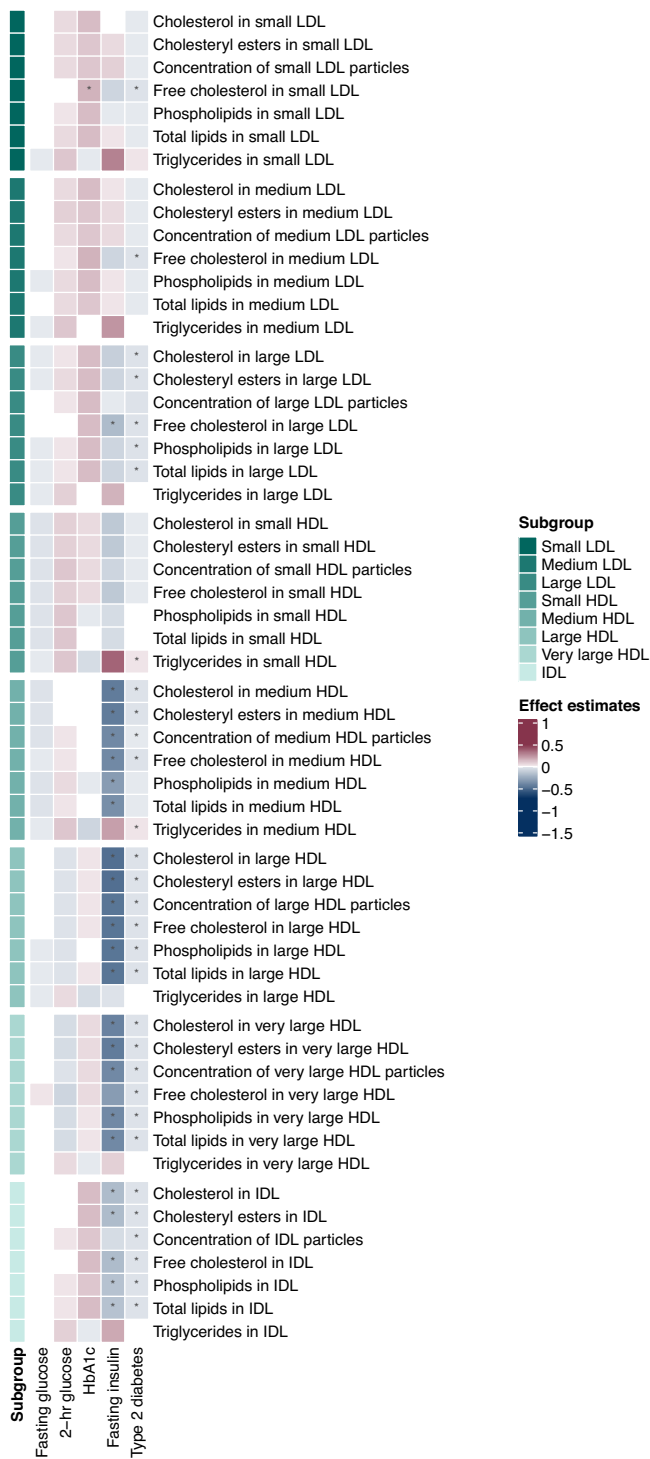 Cholesterol in small LDL
Cholesteryl esters in small LDL
Concentration of small LDL particles
* * Free cholesterol in small LDL
Phospholipids in small LDL
Total lipids in small LDL
Triglycerides in small LDL
Cholesterol in medium LDL
Cholesteryl esters in medium LDL
Concentration of medium LDL particles
* Free cholesterol in medium LDL
Phospholipids in medium LDL
Total lipids in medium LDL
Triglycerides in medium LDL
* Cholesterol in large LDL
* Cholesteryl esters in large LDL
Concentration of large LDL particles
* * Free cholesterol in large LDL
* Phospholipids in large LDL
* Total lipids in large LDL
Triglycerides in large LDL
Cholesterol in small HDL
Cholesteryl esters in small HDL
Concentration of small HDL particles
Free cholesterol in small HDL
Phospholipids in small HDL
Total lipids in small HDL
* Triglycerides in small HDL
* * Cholesterol in medium HDL
* * Cholesteryl esters in medium HDL
* * Concentration of medium HDL particles
* * Free cholesterol in medium HDL
* Phospholipids in medium HDL
* Total lipids in medium HDL
* Triglycerides in medium HDL
* * Cholesterol in large HDL
* * Cholesteryl esters in large HDL
* * Concentration of large HDL particles
* * Free cholesterol in large HDL
* * Phospholipids in large HDL
* * Total lipids in large HDL
Triglycerides in large HDL
* * Cholesterol in very large HDL
* * Cholesteryl esters in very large HDL
* * Concentration of very large HDL particles
* Free cholesterol in very large HDL
* * Phospholipids in very large HDL
* * Total lipids in very large HDL
Triglycerides in very large HDL
* * Cholesterol in IDL
* * Cholesteryl esters in IDL
* Concentration of IDL particles
* * Free cholesterol in IDL
* * Phospholipids in IDL
* * Total lipids in IDL
Triglycerides in IDL
Subgroup
Fasting glucose
2−hr glucose
HbA1c
Fasting insulin
Type 2 diabetes
Subgroup
Small LDL
Medium LDL
Large LDL
Small HDL
Medium HDL
Large HDL
Very large HDL
IDL
Effect estimates
1
0.5
0
−0.5
−1
−1.5